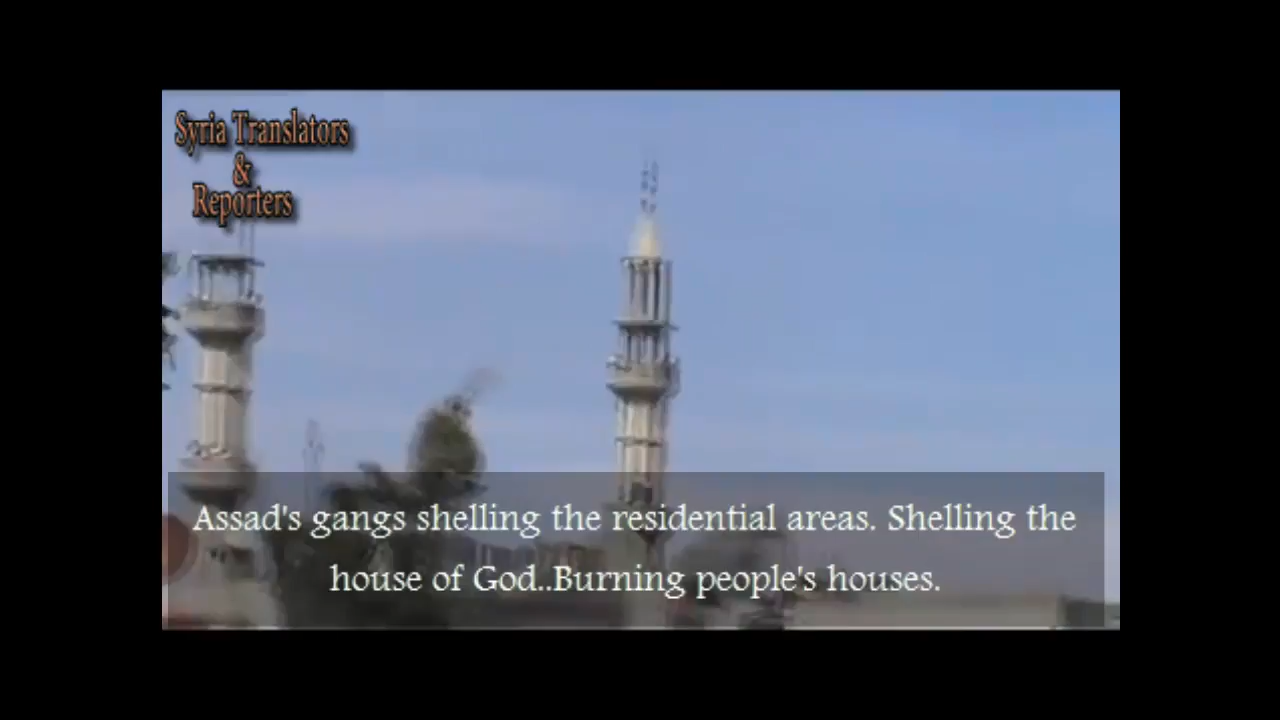 Syria Translators
&
Reporters
Assad's gangs shelling the residential areas. Shelling the
house of God..Burning people's houses.